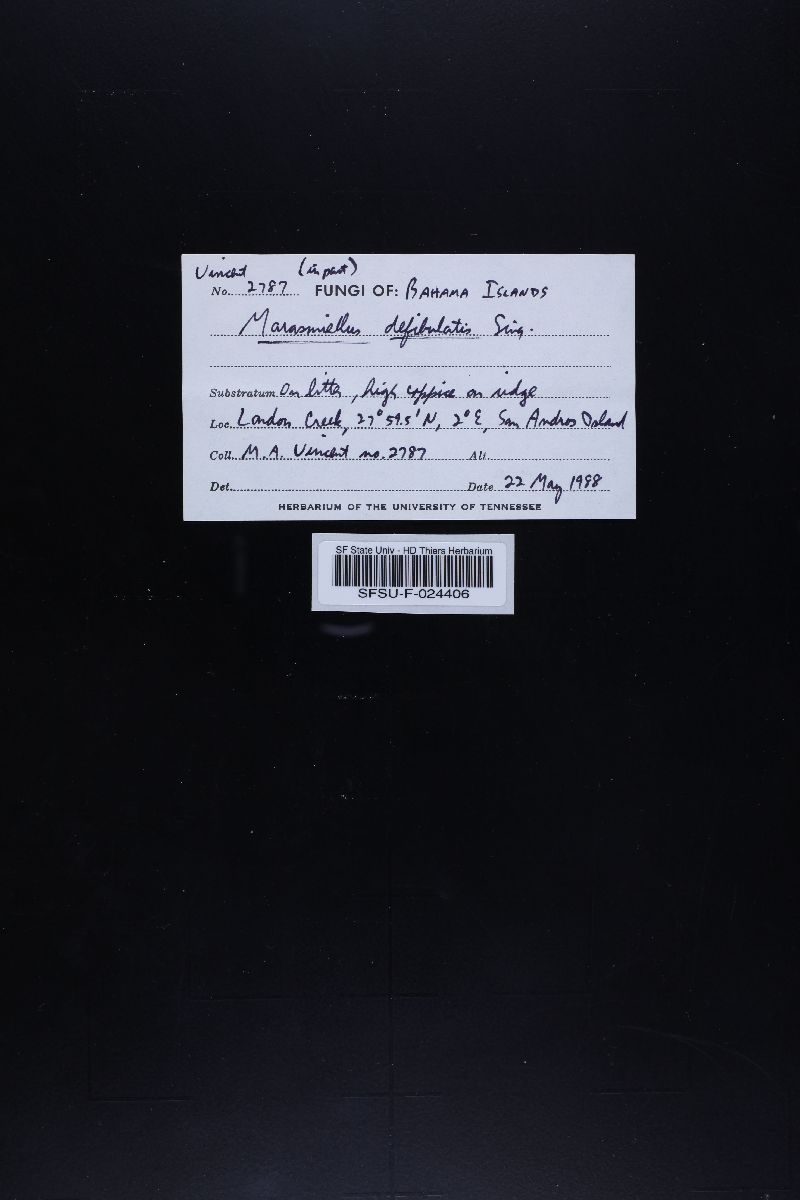 Vincent (in part)
No. 2787 FUNGI OF: BAHAMA ISLANDS
Marasmiellus defibulatis Sing.
Substratum On litter, high coppice on ridge
Loc. London Creek, 27° 59.5' N, 2° E, San Andros Island
Coll. M.A. Vincent no. 2787 Alt.
Det. Date 22 May 1988
HERBARIUM OF THE UNIVERSITY OF TENNESSEE
SF State Univ - HD Thiers Herbarium
SFSU-F-024406